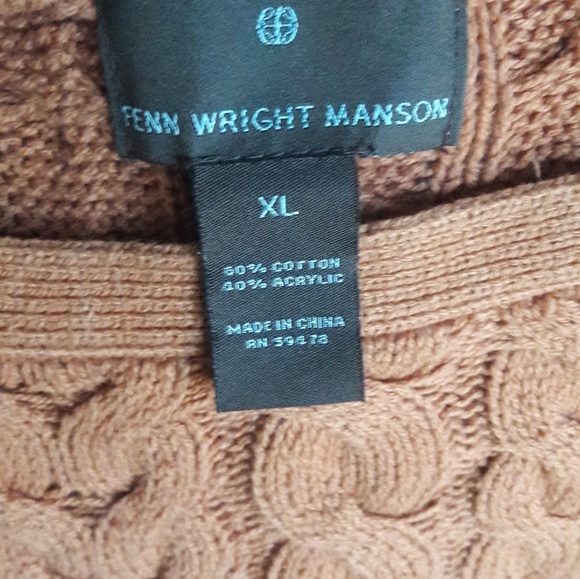 FENN WRIGHT MANSON
XL
60% COTTON
40% ACRYLIC
MADE IN CHINA
RN 59478